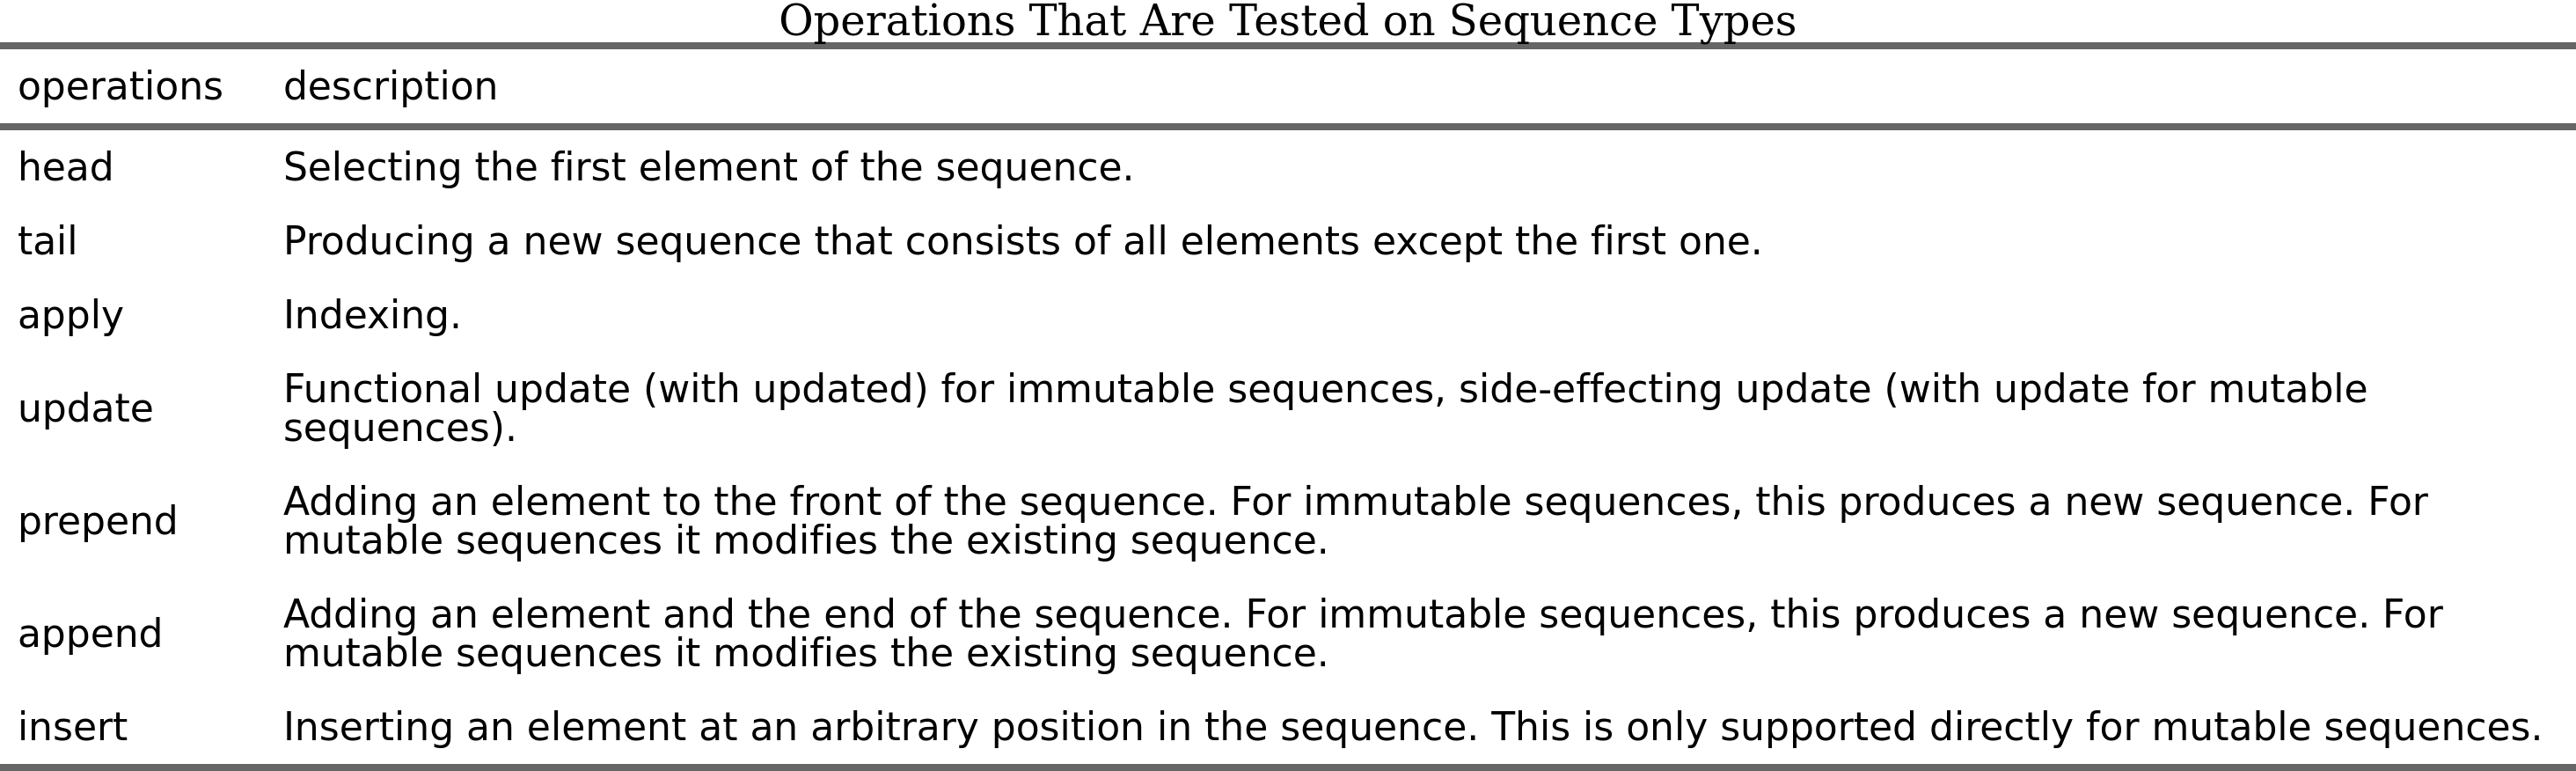 Operations That Are Tested on Sequence Types
operations description
head Selecting the first element of the sequence.
tail Producing a new sequence that consists of all elements except the first one.
apply Indexing.
update Functional update (with updated) for immutable sequences, side-effecting update (with update for mutable
sequences).
prepend Adding an element to the front of the sequence. For immutable sequences, this produces a new sequence. For
mutable sequences it modifies the existing sequence.
append Adding an element and the end of the sequence. For immutable sequences, this produces a new sequence. For
mutable sequences it modifies the existing sequence.
insert Inserting an element at an arbitrary position in the sequence. This is only supported directly for mutable sequences.